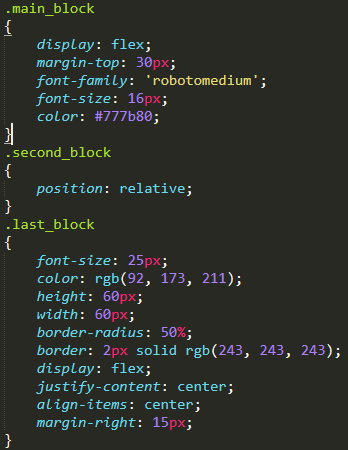 .main_block
{
    display: flex;
    margin-top: 30px;
    font-family: 'robotomedium';
    font-size: 16px;
    color: #777b80;
}
.second_block
{
    position: relative;
}
.last_block
{
    font-size: 25px;
    color: rgb(92, 173, 211);
    height: 60px;
    width: 60px;
    border-radius: 50%;
    border: 2px solid rgb(243, 243, 243);
    display: flex;
    justify-content: center;
    align-items: center;
    margin-right: 15px;
}